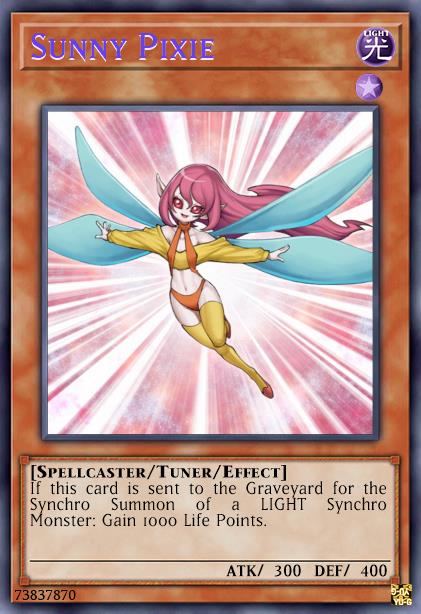 Sunny Pixie
LIGHT
光
[Spellcaster/Tuner/Effect]
If this card is sent to the Graveyard for the
Synchro Summon of a LIGHT Synchro
Monster: Gain 1000 Life Points.
ATK/ 300 DEF/ 400
73837870